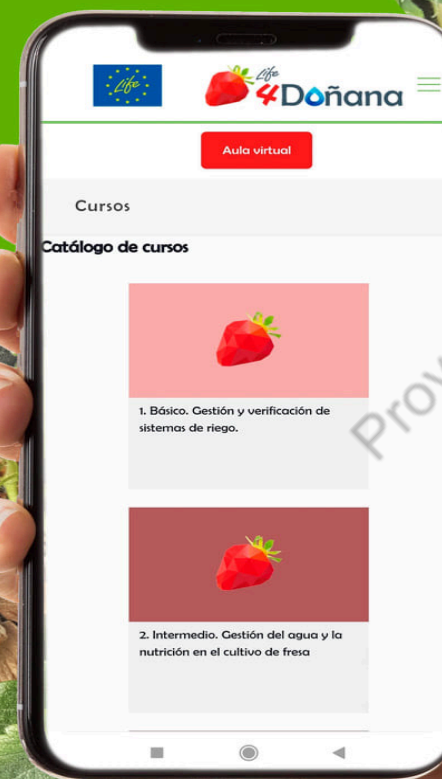 Life
Life
4Doñana
Aula virtual
Cursos
Catálogo de cursos
1. Básico. Gestión y verificación de
sistemas de riego.
2. Intermedio. Gestión del agua y la
nutrición en el cultivo de fresa